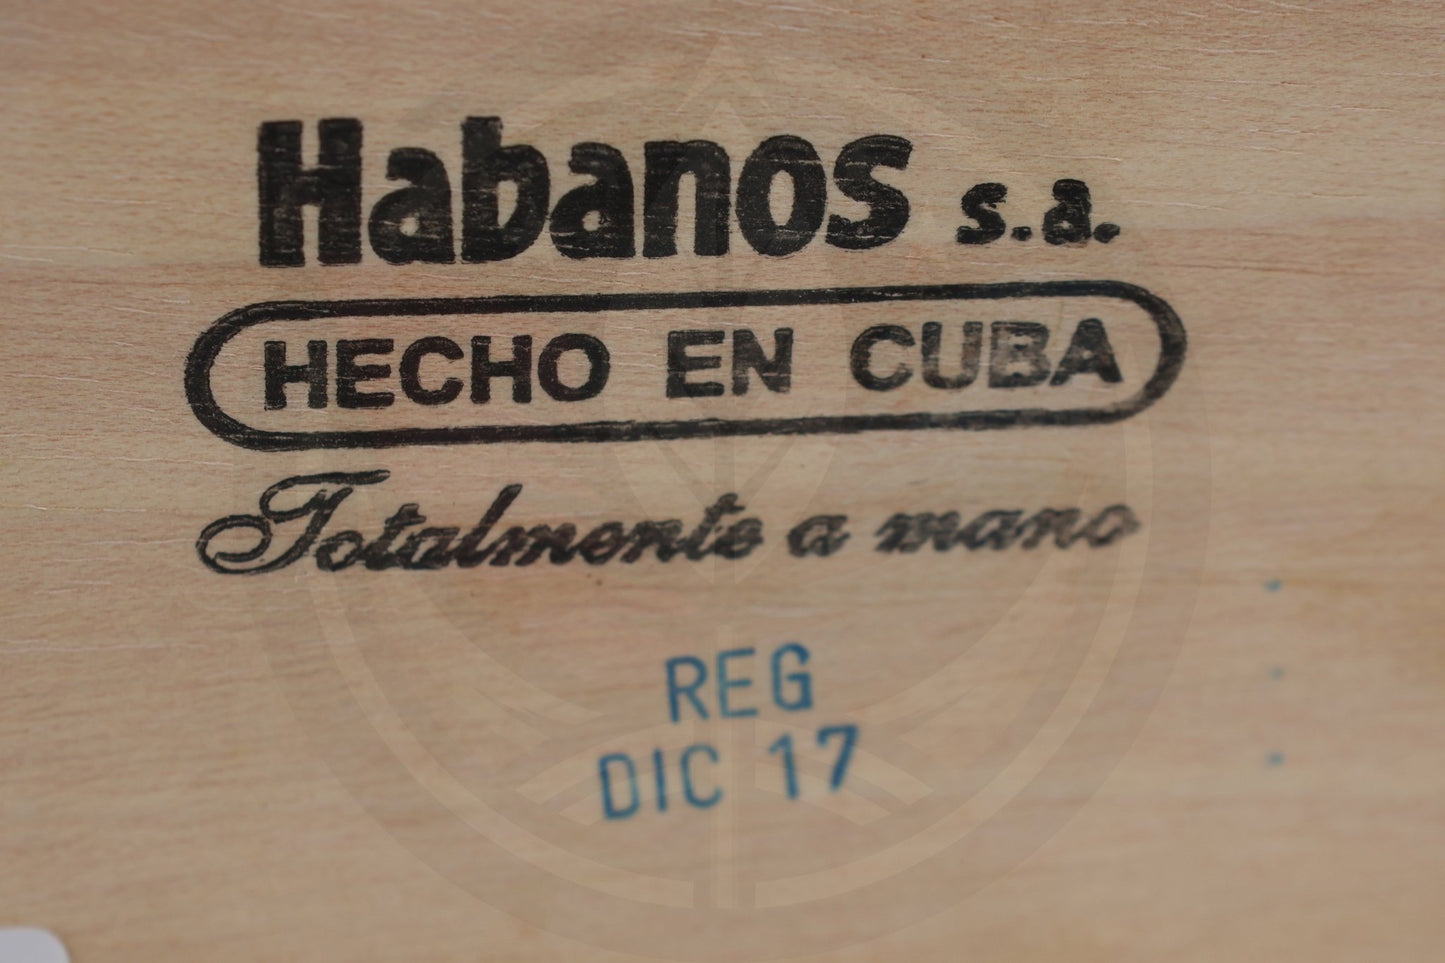 Habanos s.a.
HECHO EN CUBA
Totalmente a mano
REG
DIC 17